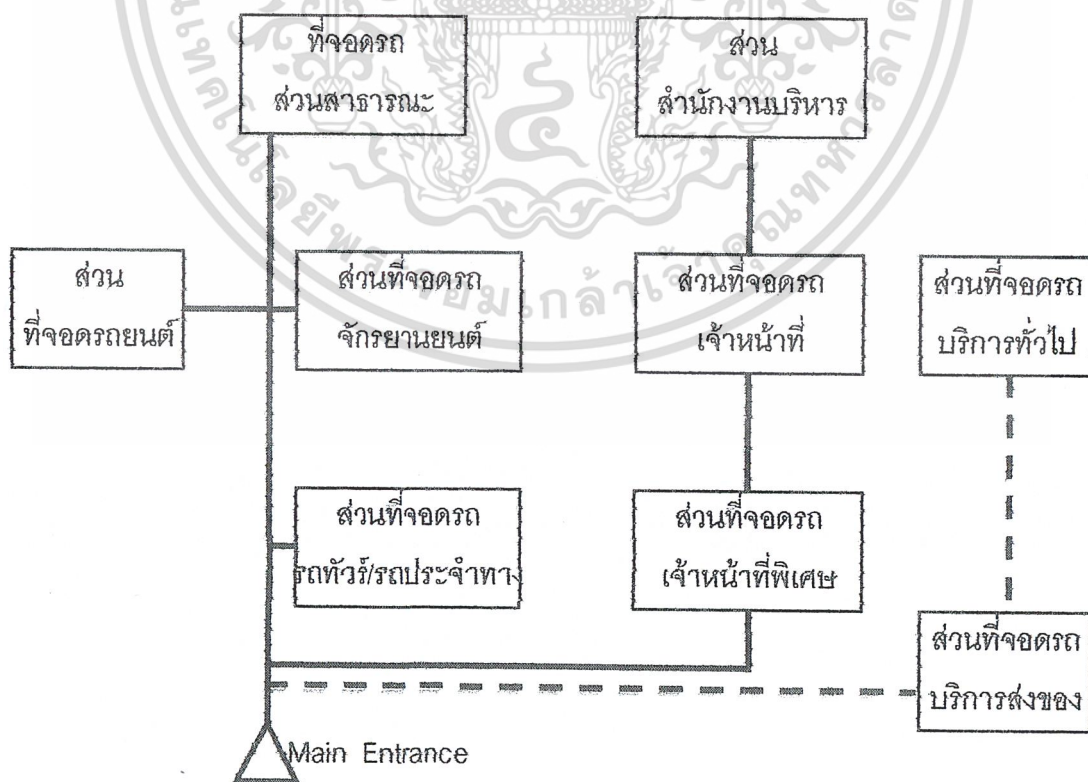 ที่จอดรถ
ส่วนสาธารณะ
ส่วน
สำนักงานบริหาร
ส่วน
ที่จอดรถยนต์
ส่วนที่จอดรถ
จักรยานยนต์
ส่วนที่จอดรถ
เจ้าหน้าที่
ส่วนที่จอดรถ
บริการทั่วไป
ส่วนที่จอดรถ
รถทัวร์/รถประจำทาง
ส่วนที่จอดรถ
เจ้าหน้าที่พิเศษ
ส่วนที่จอดรถ
บริการส่งของ
Main Entrance